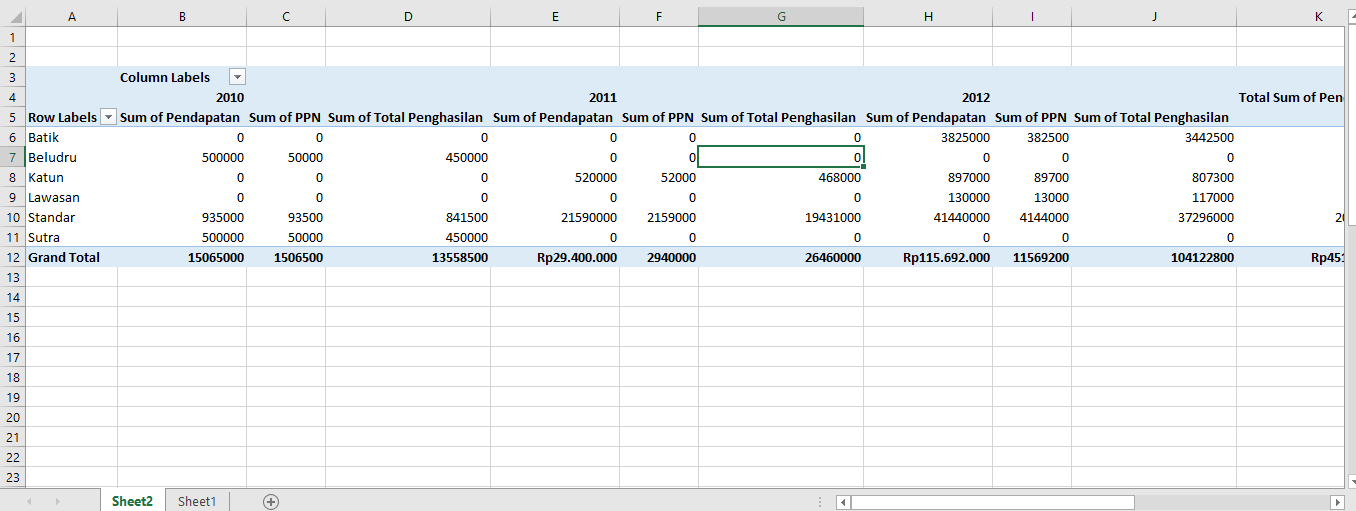 A B C D E F G H I J K
1
2
3 Column Labels
4 2010 2011 2012 Total Sum of Pen
5 Row Labels Sum of Pendapatan Sum of PPN Sum of Total Penghasilan Sum of Pendapatan Sum of PPN Sum of Total Penghasilan Sum of Pendapatan Sum of PPN Sum of Total Penghasilan
6 Batik 0 0 0 0 0 0 3825000 382500 3442500
7 Beludru 500000 50000 450000 0 0 0 0 0 0
8 Katun 0 0 0 520000 52000 468000 897000 89700 807300
9 Lawasan 0 0 0 0 0 0 130000 13000 117000
10 Standar 935000 93500 841500 21590000 2159000 19431000 41440000 4144000 37296000
11 Sutra 500000 50000 450000 0 0 0 0 0 0
12 Grand Total 15065000 1506500 13558500 Rp29.400.000 2940000 26460000 Rp115.692.000 11569200 104122800 Rp45
13
14
15
16
17
18
19
20
21
22
23
Sheet2 Sheet1